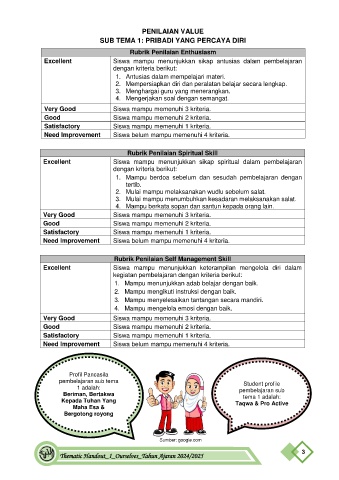 PENILAIAN VALUE
SUB TEMA 1: PRIBADI YANG PERCAYA DIRI
Rubrik Penilaian Enthusiasm
Excellent Siswa mampu menunjukkan sikap antusias dalam pembelajaran
dengan kriteria berikut:
1. Antusias dalam mempelajari materi.
2. Mempersiapkan diri dan peralatan belajar secara lengkap.
3. Menghargai guru yang menerangkan.
4. Mengerjakan soal dengan semangat
Very Good Siswa mampu memenuhi 3 kriteria.
Good Siswa mampu memenuhi 2 kriteria.
Satisfactory Siswa mampu memenuhi 1 kriteria.
Need Improvement Siswa belum mampu memenuhi 4 kriteria.
Rubrik Penilaian Spiritual Skill
Excellent Siswa mampu menunjukkan sikap spiritual dalam pembelajaran
dengan kriteria berikut:
1. Mampu berdoa sebelum dan sesudah pembelajaran dengan
tertib.
2. Mulai mampu melaksanakan wudlu sebelum salat.
3. Mulai mampu menumbuhkan kesadaran melaksanakan salat.
4. Mampu berkata sopan dan santun kepada orang lain.
Very Good Siswa mampu memenuhi 3 kriteria.
Good Siswa mampu memenuhi 2 kriteria.
Satisfactory Siswa mampu memenuhi 1 kriteria.
Need Improvement Siswa belum mampu memenuhi 4 kriteria.
Rubrik Penilaian Self Management Skill
Excellent Siswa mampu menunjukkan keterampilan mengelola diri dalam
kegiatan pembelajaran dengan kriteria berikut:
1. Mampu menunjukkan adab belajar dengan baik.
2. Mampu mengikuti instruksi dengan baik.
3. Mampu menyelesaikan tantangan secara mandiri.
4. Mampu mengelola emosi dengan baik.
Very Good Siswa mampu memenuhi 3 kriteria.
Good Siswa mampu memenuhi 2 kriteria.
Satisfactory Siswa mampu memenuhi 1 kriteria.
Need Improvement Siswa belum mampu memenuhi 4 kriteria.
Profil Pancasila
pembelajaran sub tema
1 adalah:
Beriman, Bertakwa
Kepada Tuhan Yang
Maha Esa &
Bergotong royong
Student profile
pembelajaran sub
tema 1 adalah:
Taqwa & Pro Active
Sumber: google.com
Thematic Handout_1_Ourselves_Tahun Ajaran 2024/2025
3